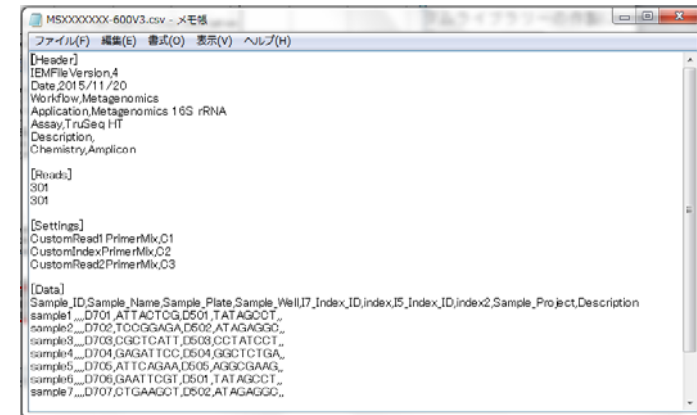 MSXXXXXXX-600V3.csv - メモ帳
ファイル(F) 編集(E) 書式(O) 表示(V) ヘルプ(H)
[Header]
IEMFileVersion,4
Date,2015/11/20
Workflow,Metagenomics
Application,Metagenomics 16S rRNA
Assay,TruSeq HT
Description,
Chemistry,Amplicon
[Reads]
301
301
[Settings]
CustomRead1PrimerMix,C1
CustomIndexPrimerMix,C2
CustomRead2PrimerMix,C3
[Data]
Sample_ID,Sample_Name,Sample_Plate,Sample_Well,I7_Index_ID,index,I5_Index_ID,index2,Sample_Project,Description
sample1,,,,D701,ATTACTCG,D501,TATAGCCT,,
sample2,,,,D702,TCCGGAGA,D502,ATAGAGGC,,
sample3,,,,D703,CGCTCATT,D503,CCTATCCT,,
sample4,,,,D704,GAGATTCC,D504,GGCTCTGA,,
sample5,,,,D705,ATTCAGAA,D505,AGGCGAAG,,
sample6,,,,D706,GAATTCGT,D501,TATAGCCT,,
sample7,,,,D707,CTGAAGCT,D502,ATAGAGGC,,